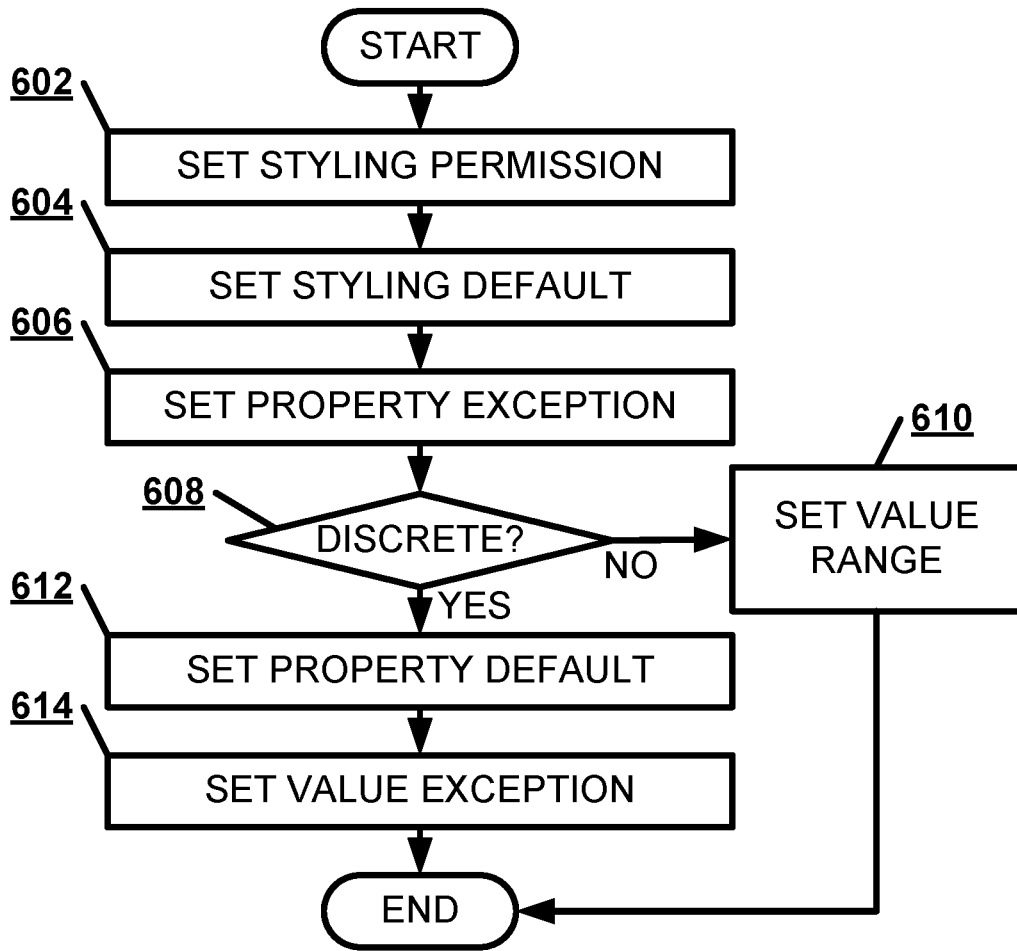 START
602
SET STYLING PERMISSION
604
SET STYLING DEFAULT
606
SET PROPERTY EXCEPTION
610
608
DISCRETE?
SET VALUE
RANGE
NO
YES
612
SET PROPERTY DEFAULT
614
SET VALUE EXCEPTION
END